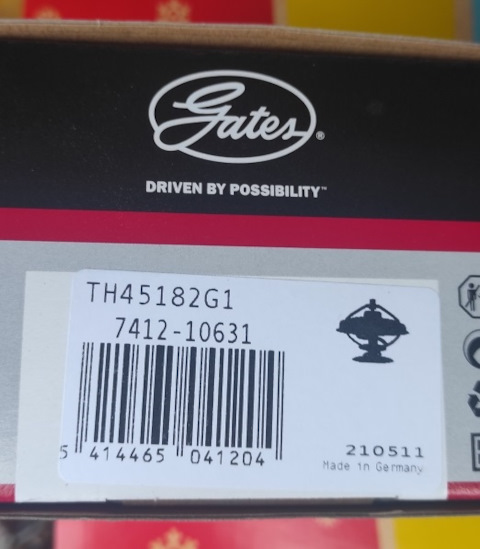 Gates®
DRIVEN BY POSSIBILITY™
TH45182G1
7412-10631
5 414465 041204
210511
Made in Germany